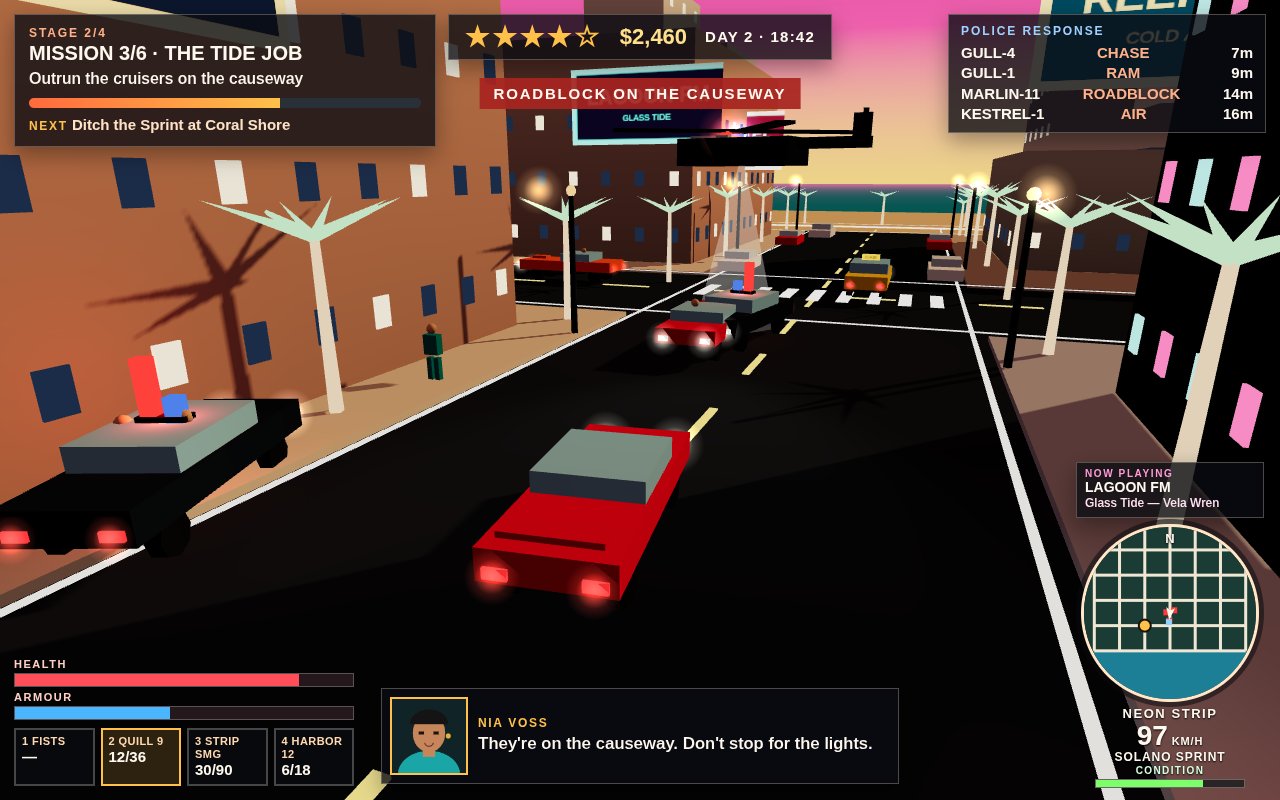 STAGE 2/4
MISSION 3/6 · THE TIDE JOB
Outrun the cruisers on the causeway
NEXT Ditch the Sprint at Coral Shore
★★★★☆ $2,460 DAY 2 · 18:42
ROADBLOCK ON THE CAUSEWAY
GLASS TIDE
POLICE RESPONSE
GULL-4 CHASE 7m
GULL-1 RAM 9m
MARLIN-11 ROADBLOCK 14m
KESTREL-1 AIR 16m
NOW PLAYING
LAGOON FM
Glass Tide — Vela Wren
N
NEON STRIP
97 KM/H
SOLANO SPRINT
CONDITION
HEALTH
ARMOUR
1 FISTS
—
2 QUILL 9
12/36
3 STRIP SMG
30/90
4 HARBOR 12
6/18
NIA VOSS
They're on the causeway. Don't stop for the lights.